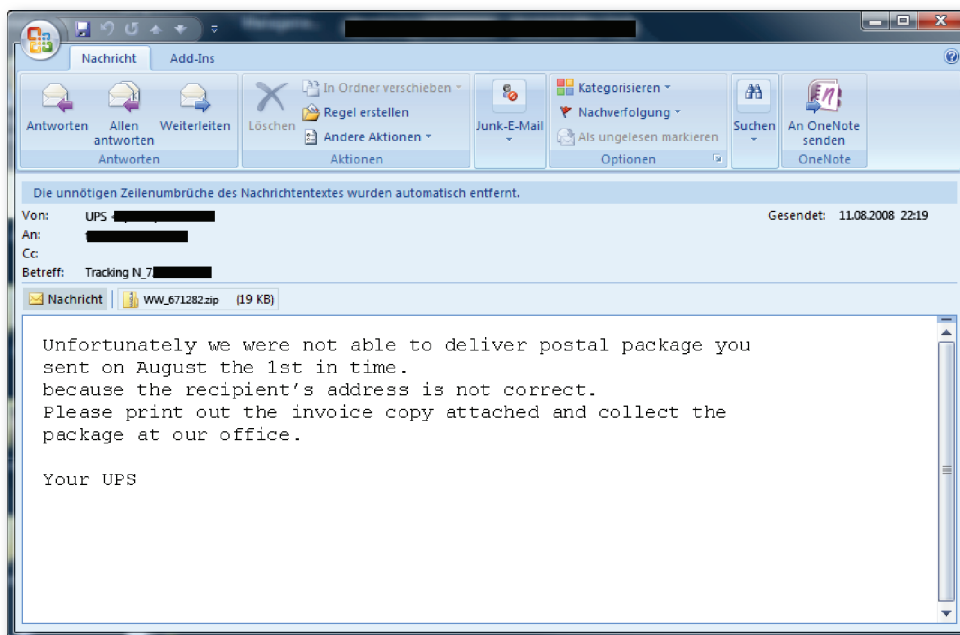 Nachricht Add-Ins
Antworten Allen antworten Weiterleiten
Antworten
Löschen In Ordner verschieben
Regel erstellen
Andere Aktionen
Aktionen
Junk-E-Mail
Kategorisieren
Nachverfolgung
Als ungelesen markieren
Optionen
Suchen
An OneNote senden
OneNote
Die unnötigen Zeilenumbrüche des Nachrichtentextes wurden automatisch entfernt.
Von: UPS Gesendet: 11.08.2008 22:19
An:
Cc:
Betreff: Tracking N_7
Nachricht WW_671282.zip (19 KB)
Unfortunately we were not able to deliver postal package you
sent on August the 1st in time.
because the recipient's address is not correct.
Please print out the invoice copy attached and collect the
package at our office.
Your UPS